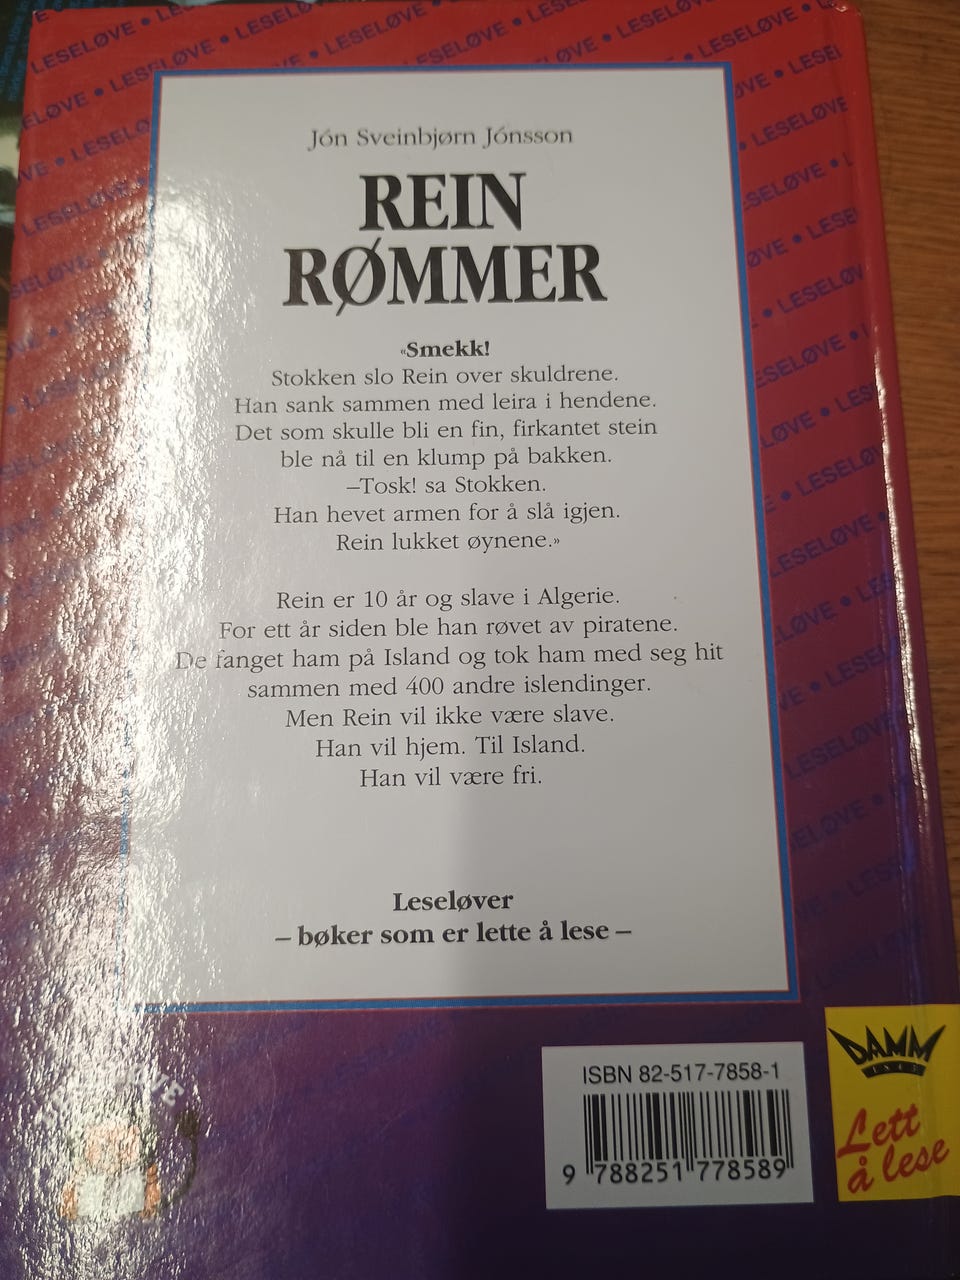 Jón Sveinbjørn Jónsson
REIN
RØMMER
«Smekk!
Stokken slo Rein over skuldrene.
Han sank sammen med leira i hendene.
Det som skulle bli en fin, firkantet stein
ble nå til en klump på bakken.
–Tosk! sa Stokken.
Han hevet armen for å slå igjen.
Rein lukket øynene.»
Rein er 10 år og slave i Algerie.
For ett år siden ble han røvet av piratene.
De fanget ham på Island og tok ham med seg hit
sammen med 400 andre islendinger.
Men Rein vil ikke være slave.
Han vil hjem. Til Island.
Han vil være fri.
Leseløver
– bøker som er lette å lese –
ISBN 82-517-7858-1
9 788251 778589
DAMM
1843
Lett
å lese
LESELØVE • LESELØVE • LESELØVE